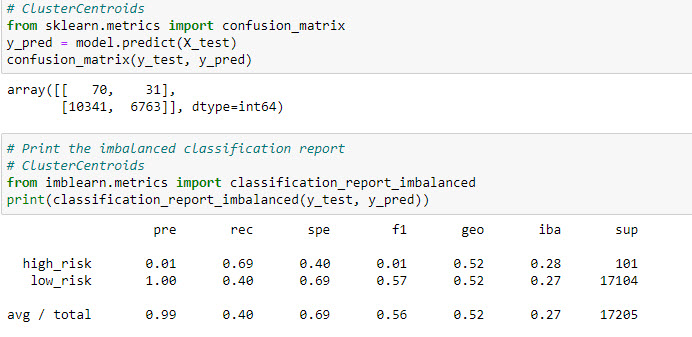 # ClusterCentroids
from sklearn.metrics import confusion_matrix
y_pred = model.predict(X_test)
confusion_matrix(y_test, y_pred)
array([[   70,    31],
       [10341,  6763]], dtype=int64)
# Print the imbalanced classification report
# ClusterCentroids
from imblearn.metrics import classification_report_imbalanced
print(classification_report_imbalanced(y_test, y_pred))
                   pre       rec       spe        f1       geo       iba       sup
  high_risk       0.01      0.69      0.40      0.01      0.52      0.28       101
   low_risk       1.00      0.40      0.69      0.57      0.52      0.27     17104
avg / total       0.99      0.40      0.69      0.56      0.52      0.27     17205